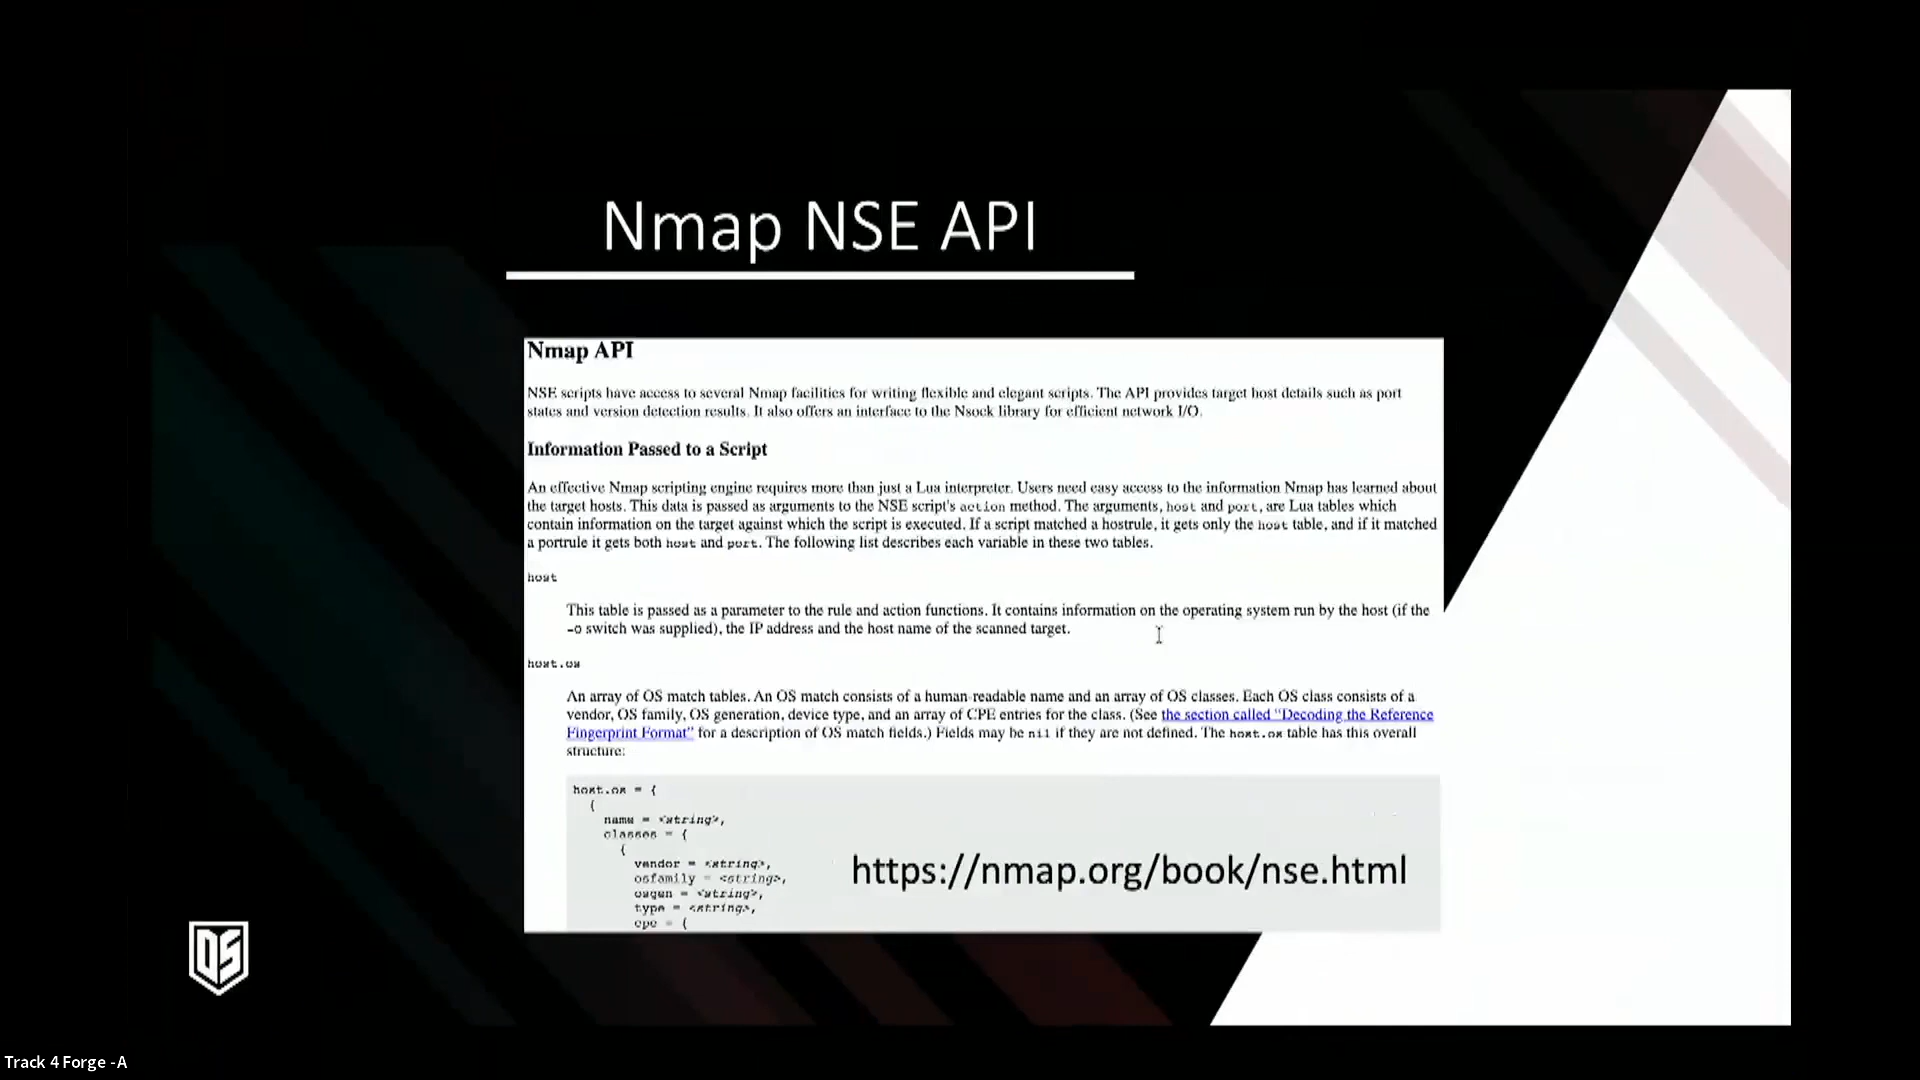 Nmap NSE API
Nmap API
NSE scripts have access to several Nmap facilities for writing flexible and elegant scripts. The API provides target host details such as port
states and version detection results. It also offers an interface to the Nsock library for efficient network I/O.
Information Passed to a Script
An effective Nmap scripting engine requires more than just a Lua interpreter. Users need easy access to the information Nmap has learned about
the target hosts. This data is passed as arguments to the NSE script's action method. The arguments, host and port, are Lua tables which
contain information on the target against which the script is executed. If a script matched a hostrule, it gets only the host table, and if it matched
a portrule it gets both host and port. The following list describes each variable in these two tables.
host
This table is passed as a parameter to the rule and action functions. It contains information on the operating system run by the host (if the
-O switch was supplied), the IP address and the host name of the scanned target.
host.os
An array of OS match tables. An OS match consists of a human-readable name and an array of OS classes. Each OS class consists of a
vendor, OS family, OS generation, device type, and an array of CPE entries for the class. (See the section called "Decoding the Reference
Fingerprint Format" for a description of OS match fields.) Fields may be nil if they are not defined. The host.os table has this overall
structure:
host.os = {
{
name = <string>,
classes = {
{
vendor = <string>,
osfamily = <string>,
osgen = <string>,
type = <string>,
cpe = {
https://nmap.org/book/nse.html
DS
Track 4 Forge -A